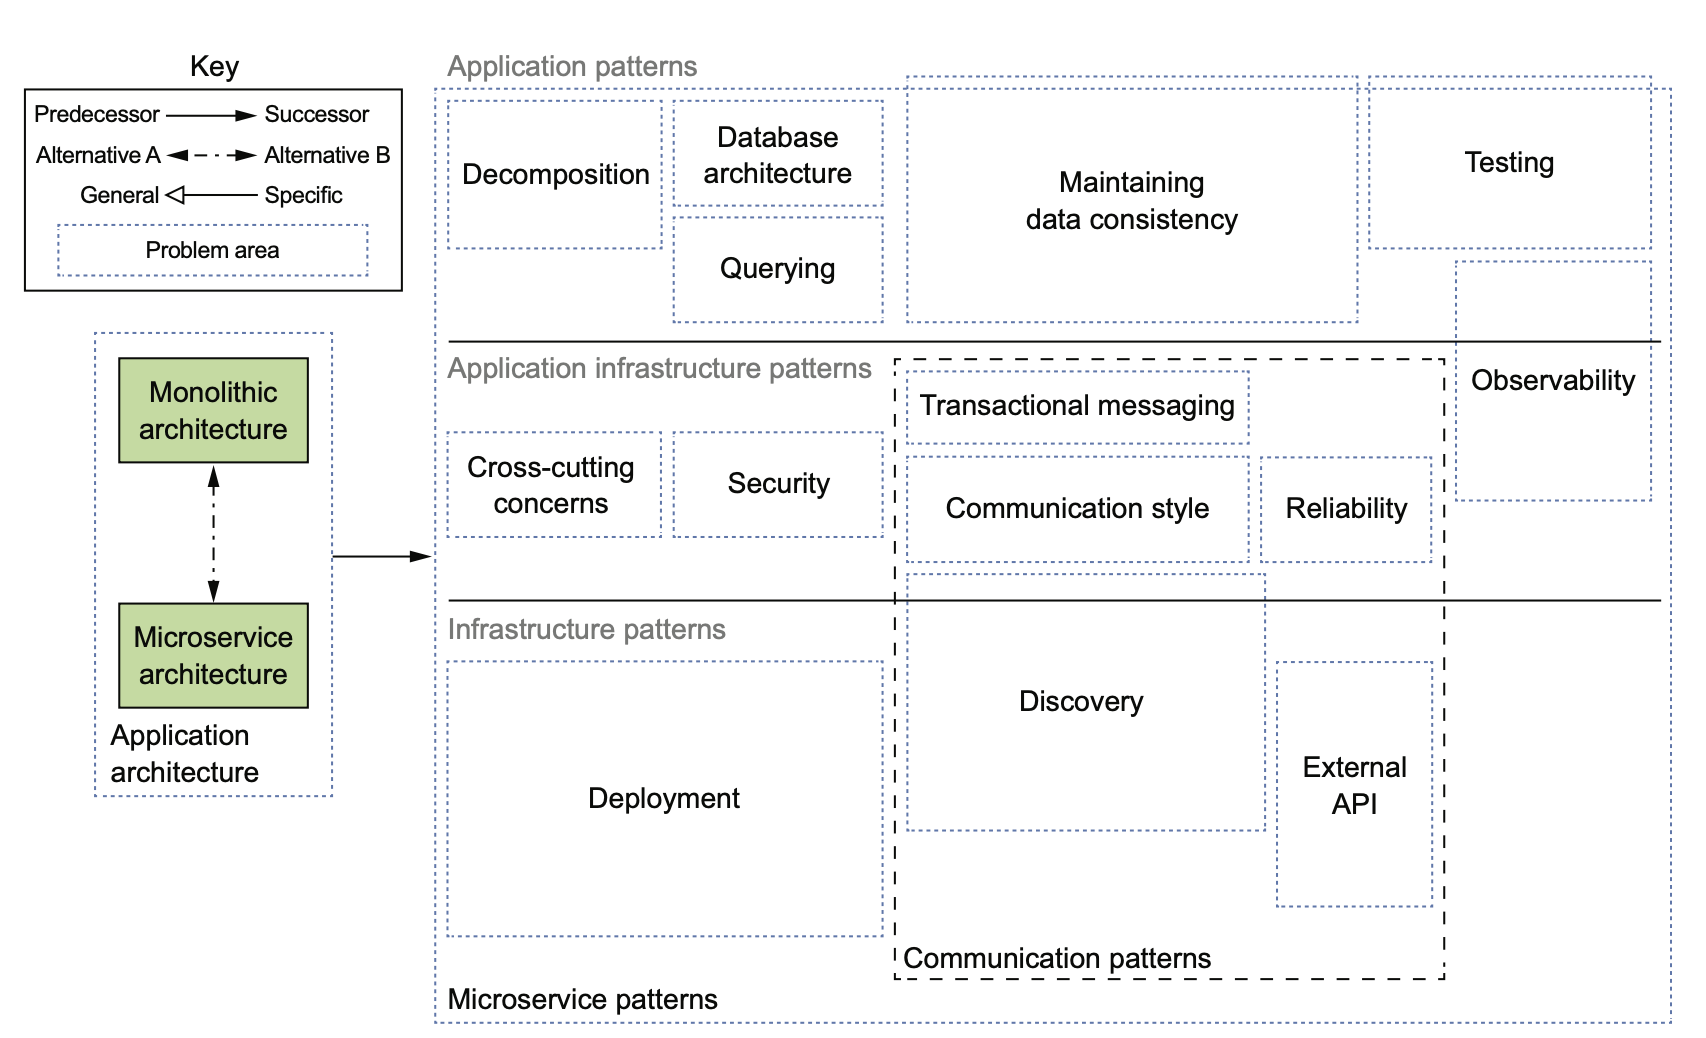 Key
Predecessor Successor
Alternative A Alternative B
General Specific
Problem area
Monolithic
architecture
Microservice
architecture
Application
architecture
Application patterns
Decomposition
Database
architecture
Querying
Maintaining
data consistency
Testing
Observability
Application infrastructure patterns
Cross-cutting
concerns
Security
Transactional messaging
Communication style
Reliability
Infrastructure patterns
Deployment
Discovery
External
API
Communication patterns
Microservice patterns